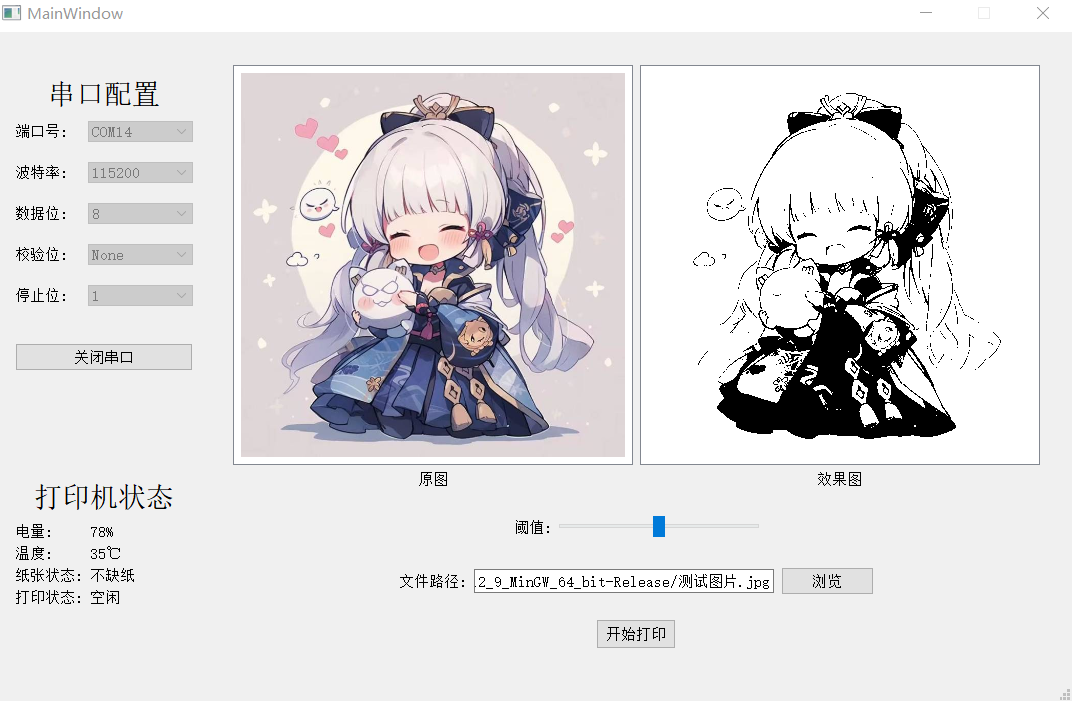 MainWindow
串口配置
端口号： COM14
波特率： 115200
数据位： 8
校验位： None
停止位： 1
关闭串口
原图
效果图
打印机状态
电量： 78%
温度： 35℃
纸张状态：不缺纸
打印状态：空闲
阈值：
文件路径： 2_9_MinGW_64_bit-Release/测试图片.jpg 浏览
开始打印